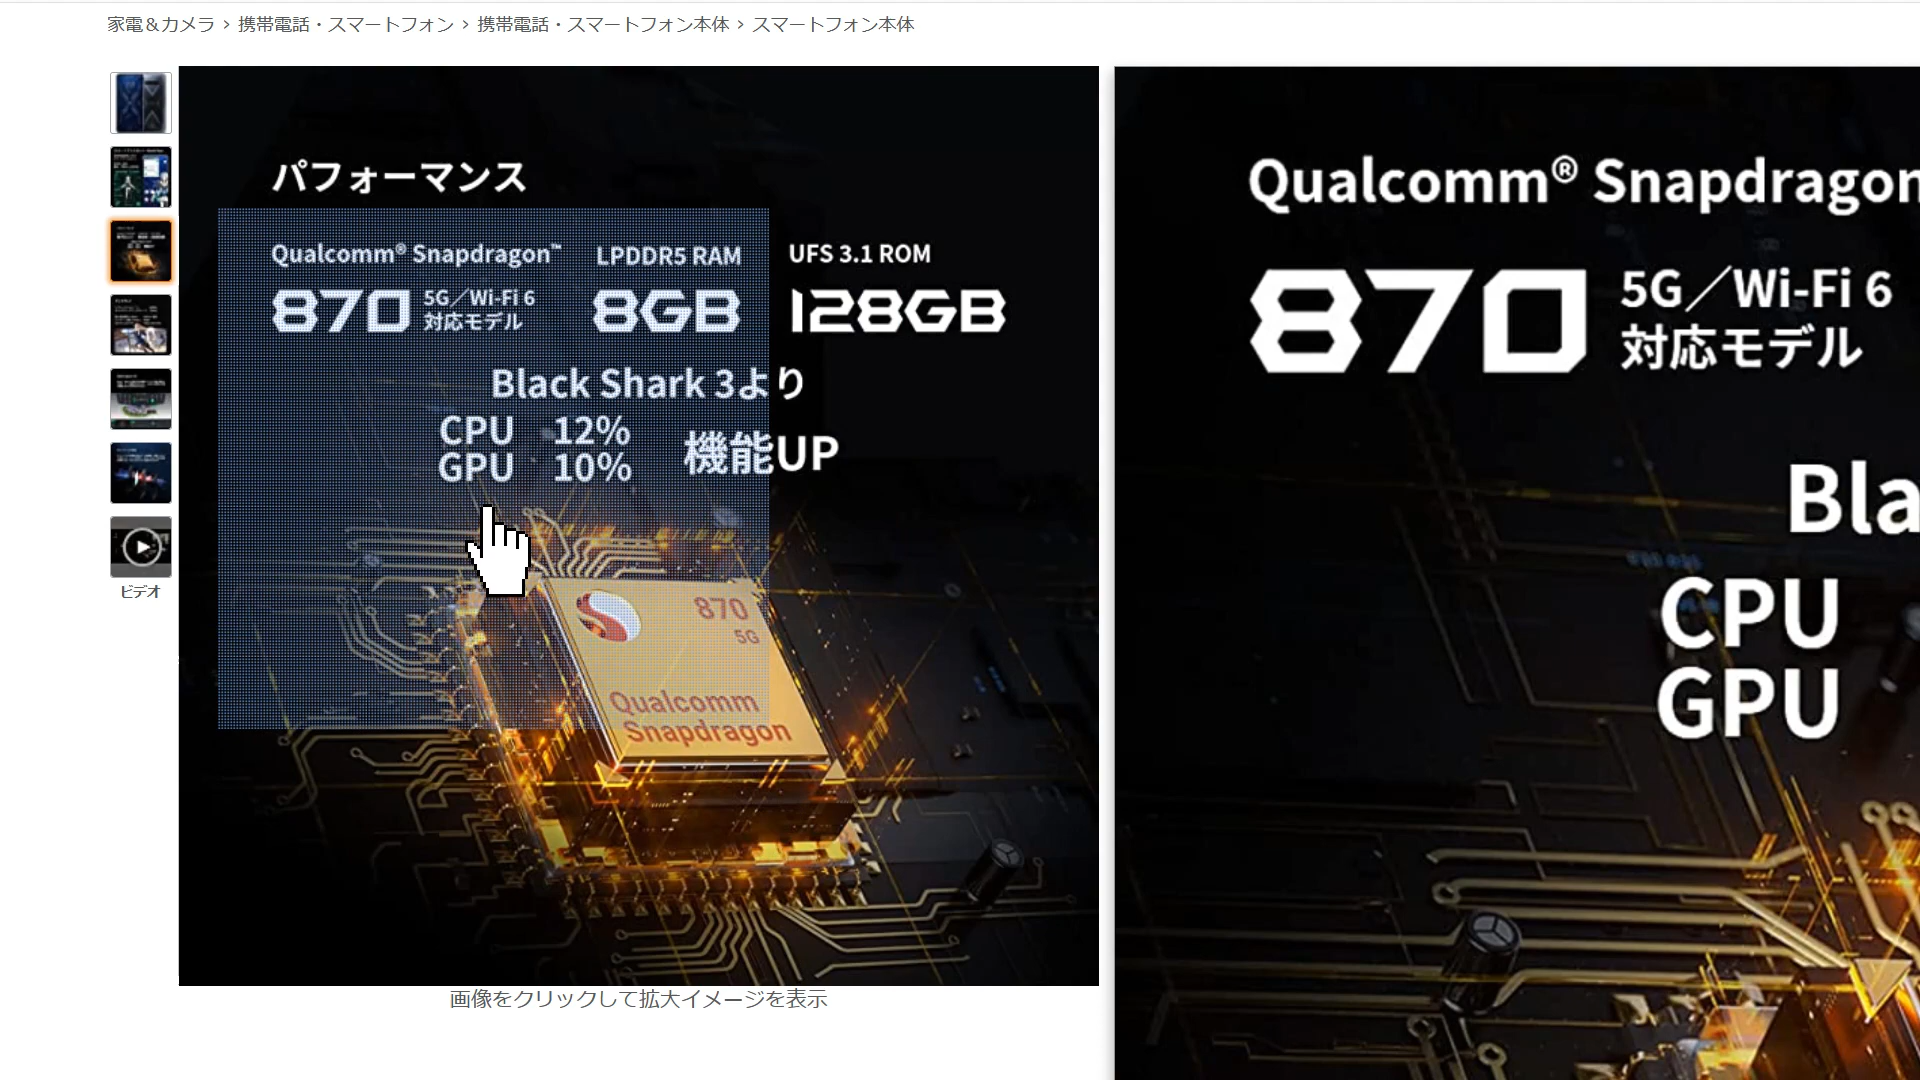 家電＆カメラ › 携帯電話・スマートフォン › 携帯電話・スマートフォン本体 › スマートフォン本体
パフォーマンス
Qualcomm® Snapdragon™ LPDDR5 RAM UFS 3.1 ROM
870 5G／Wi-Fi 6 8GB 128GB
対応モデル
Black Shark 3より
CPU 12%
機能UP
GPU 10%
870
5G
Qualcomm
Snapdragon
ビデオ
画像をクリックして拡大イメージを表示
Qualcomm® Snapdragon
870 5G／Wi-Fi 6
対応モデル
Bla
CPU
GPU